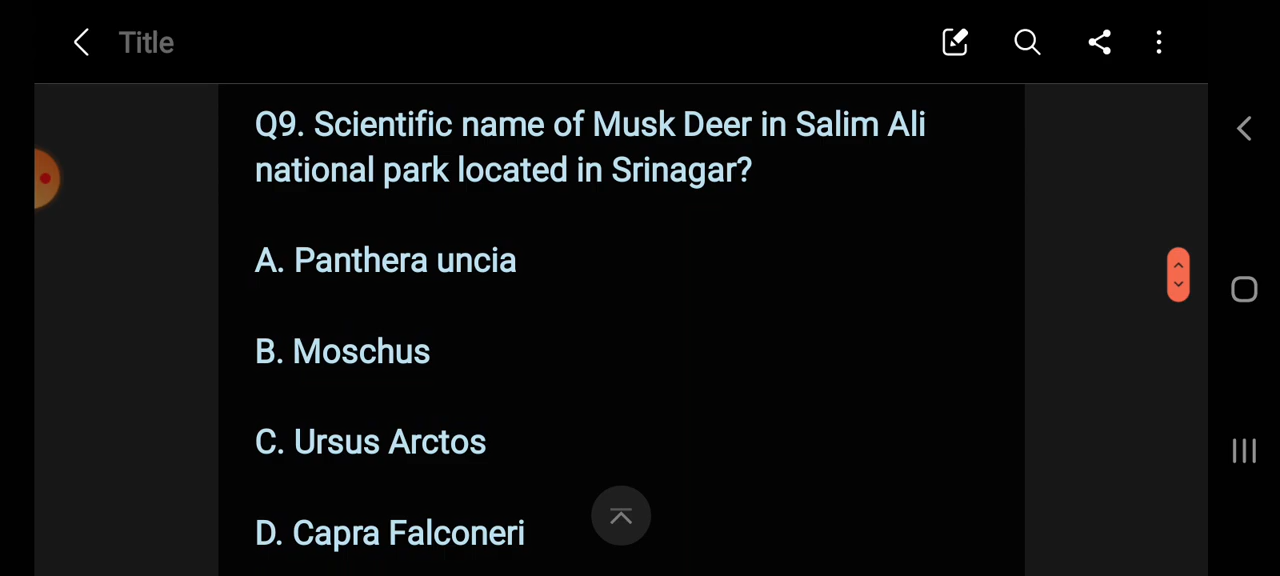 Title
Q9. Scientific name of Musk Deer in Salim Ali
national park located in Srinagar?
A. Panthera uncia
B. Moschus
C. Ursus Arctos
D. Capra Falconeri